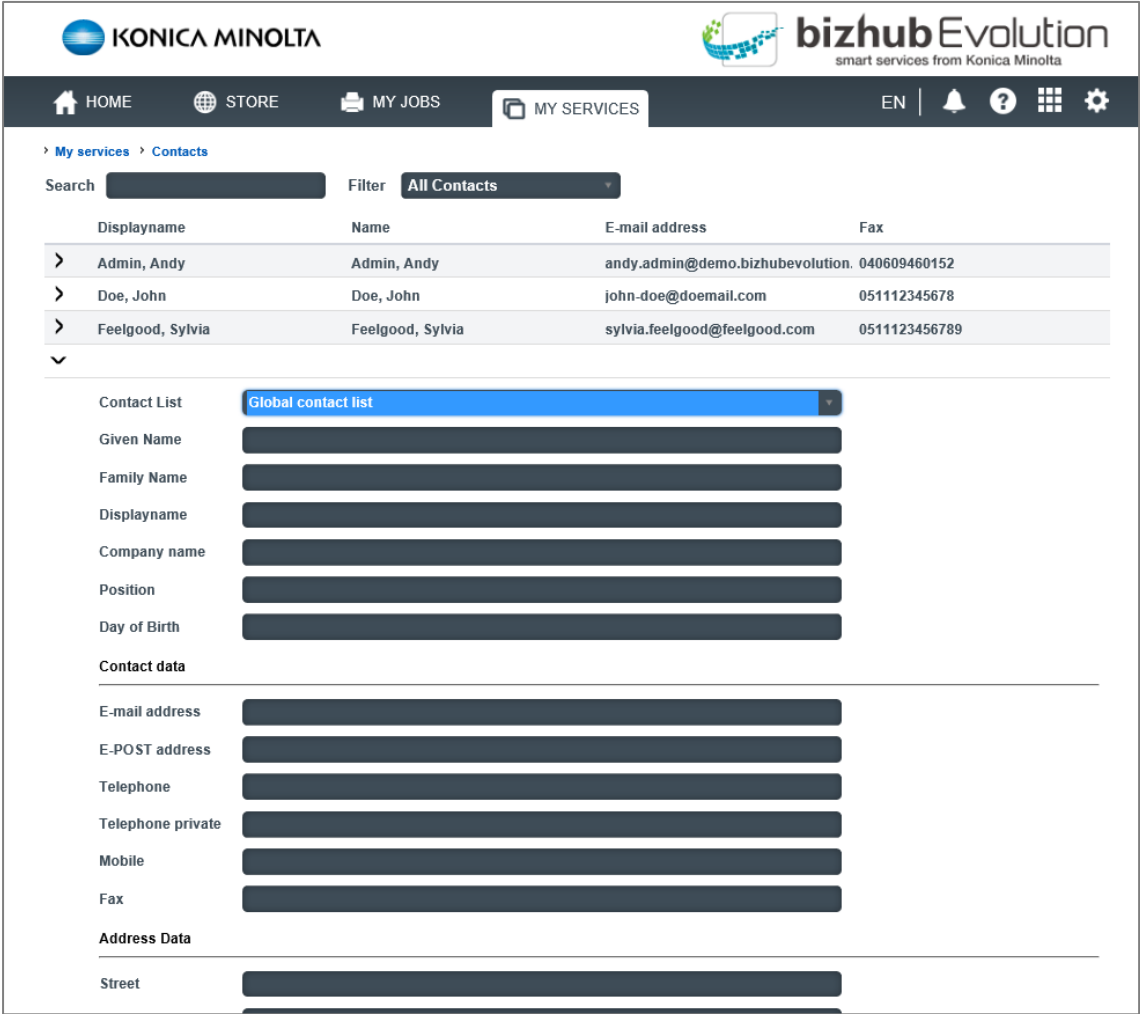 KONICA MINOLTA
bizhub Evolution
smart services from Konica Minolta
HOME STORE MY JOBS MY SERVICES EN
My services Contacts
Search Filter All Contacts
Displayname Name E-mail address Fax
Admin, Andy Admin, Andy andy.admin@demo.bizhubevolution. 040609460152
Doe, John Doe, John john-doe@doemail.com 051112345678
Feelgood, Sylvia Feelgood, Sylvia sylvia.feelgood@feelgood.com 0511123456789
Contact List Global contact list
Given Name
Family Name
Displayname
Company name
Position
Day of Birth
Contact data
E-mail address
E-POST address
Telephone
Telephone private
Mobile
Fax
Address Data
Street